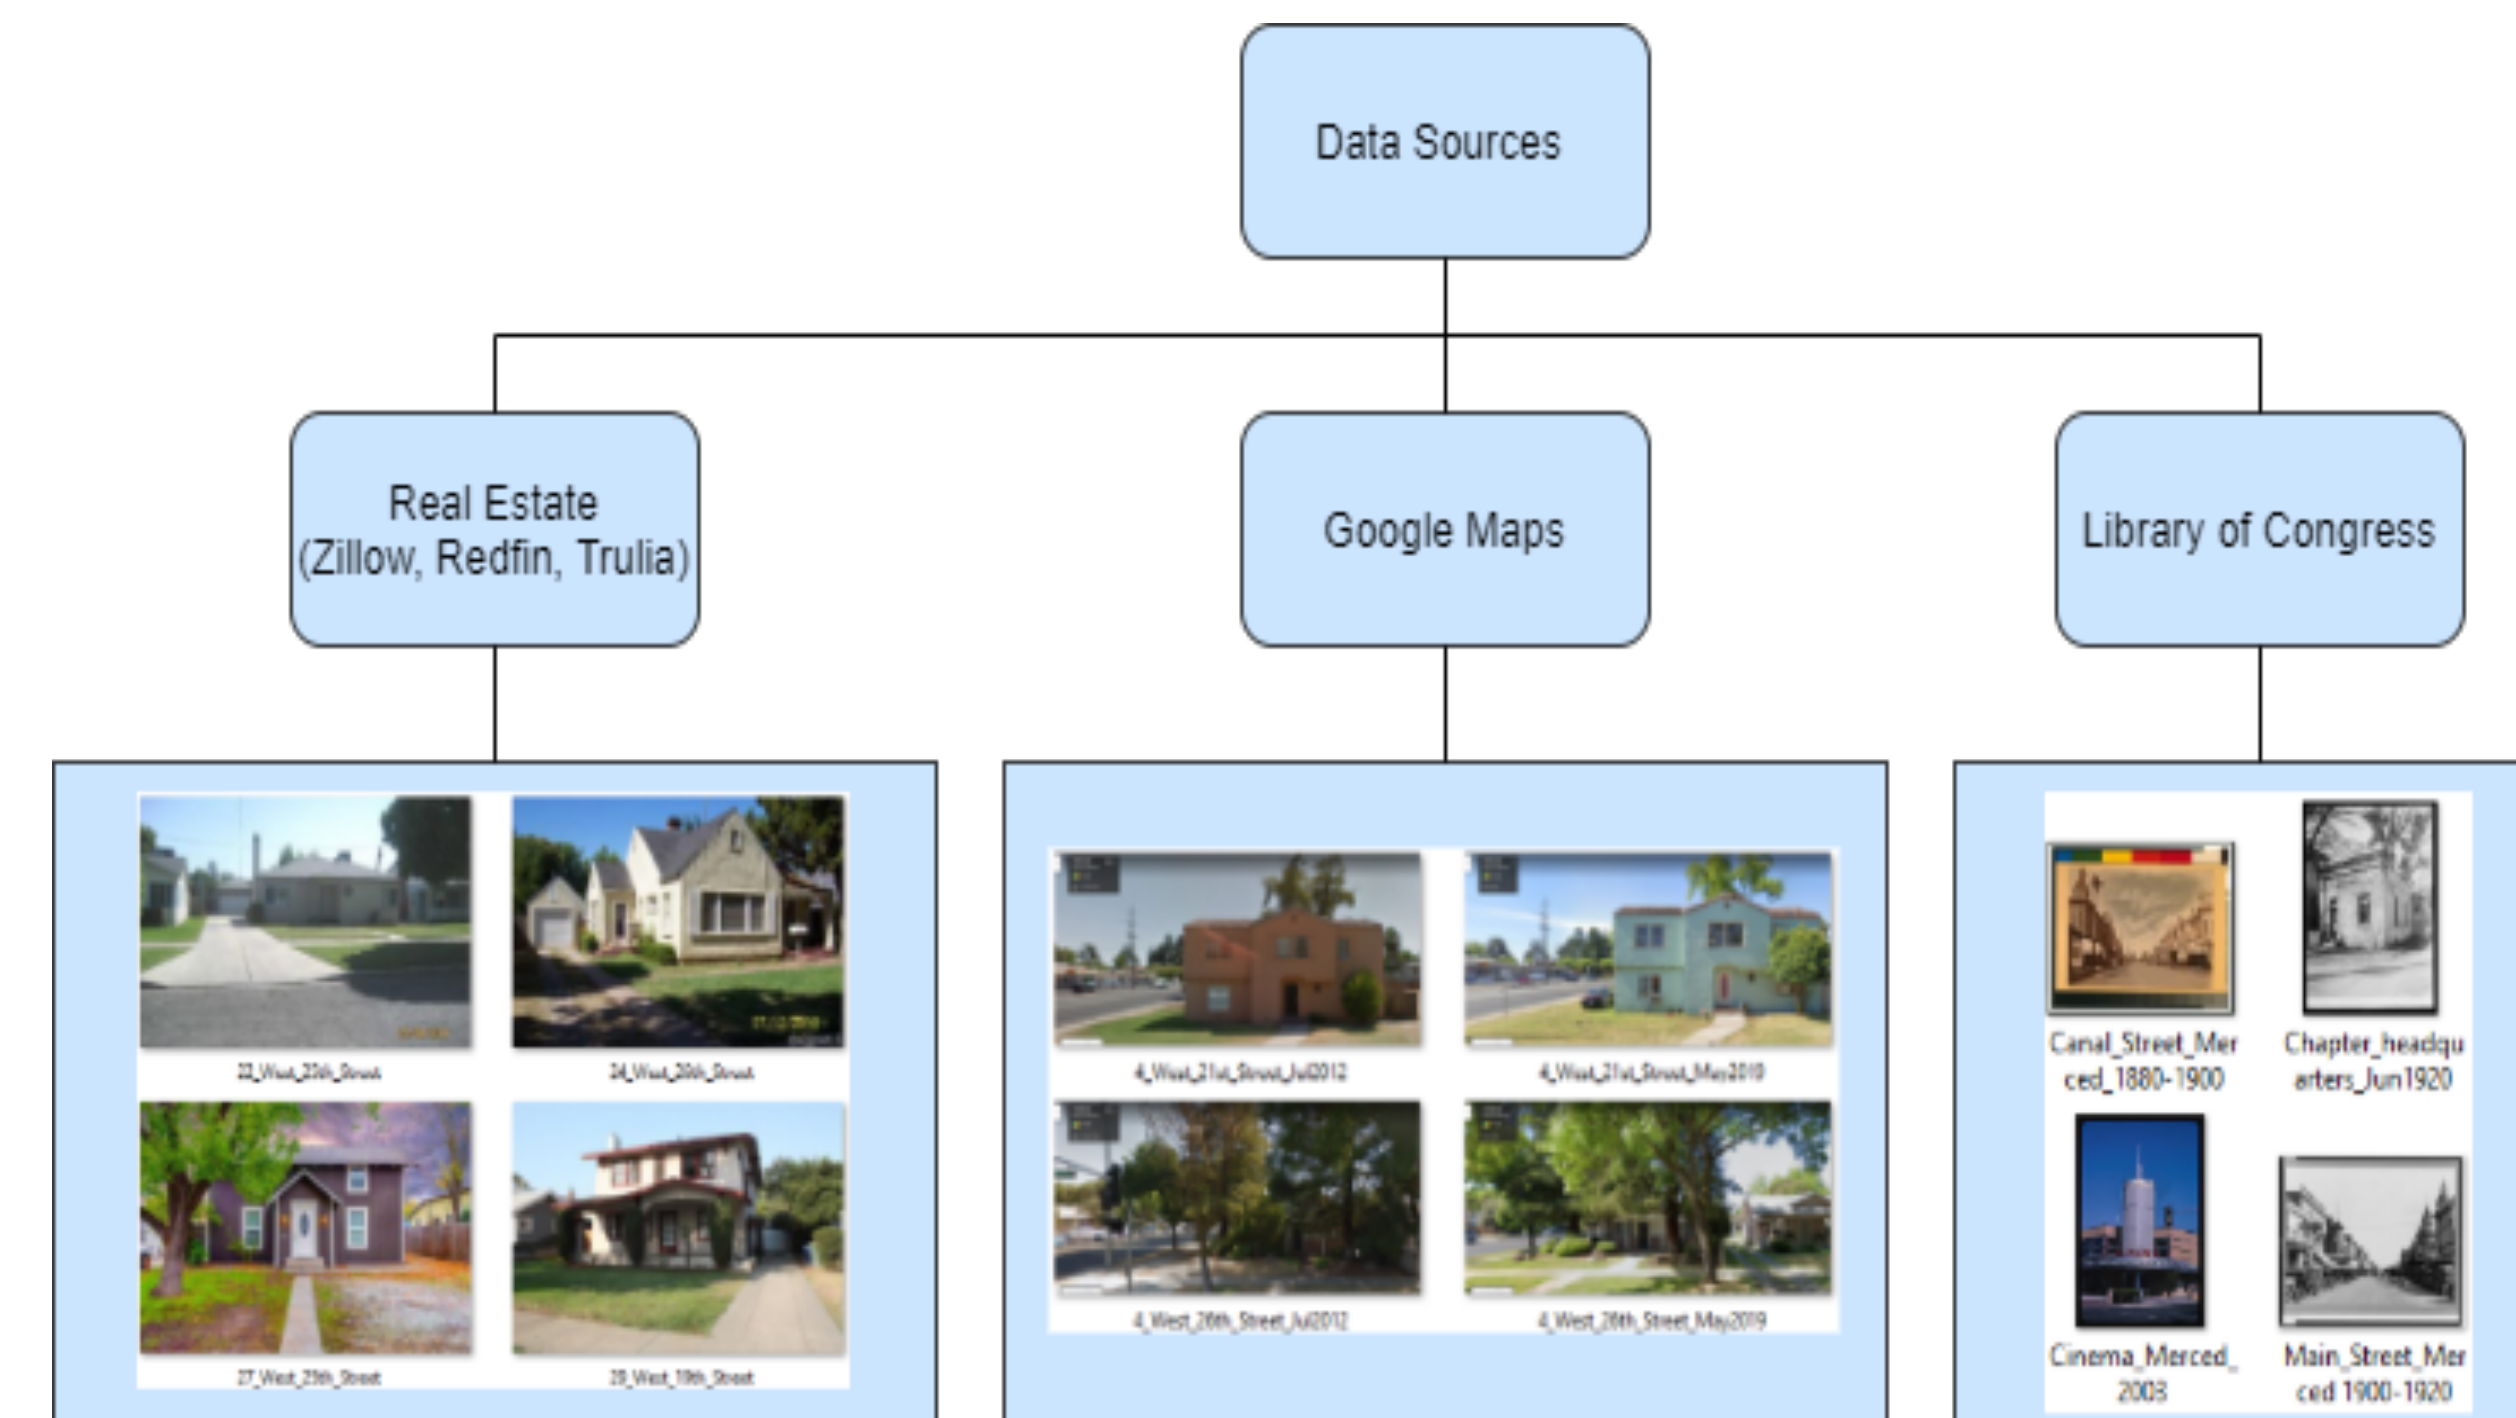 Data Sources
Real Estate
(Zillow, Redfin, Trulia)
Google Maps
Library of Congress
4_West_21st_Street_Jul2012
4_West_21st_Street_May2019
4_West_26th_Street_Jul2012
4_West_26th_Street_May2019
27_West_25th_Street
Canal_Street_Mer
ced_1880-1900
Chapter_headqu
arters_Jun1920
Cinema_Merced_
2003
Main_Street_Mer
ced 1900-1920